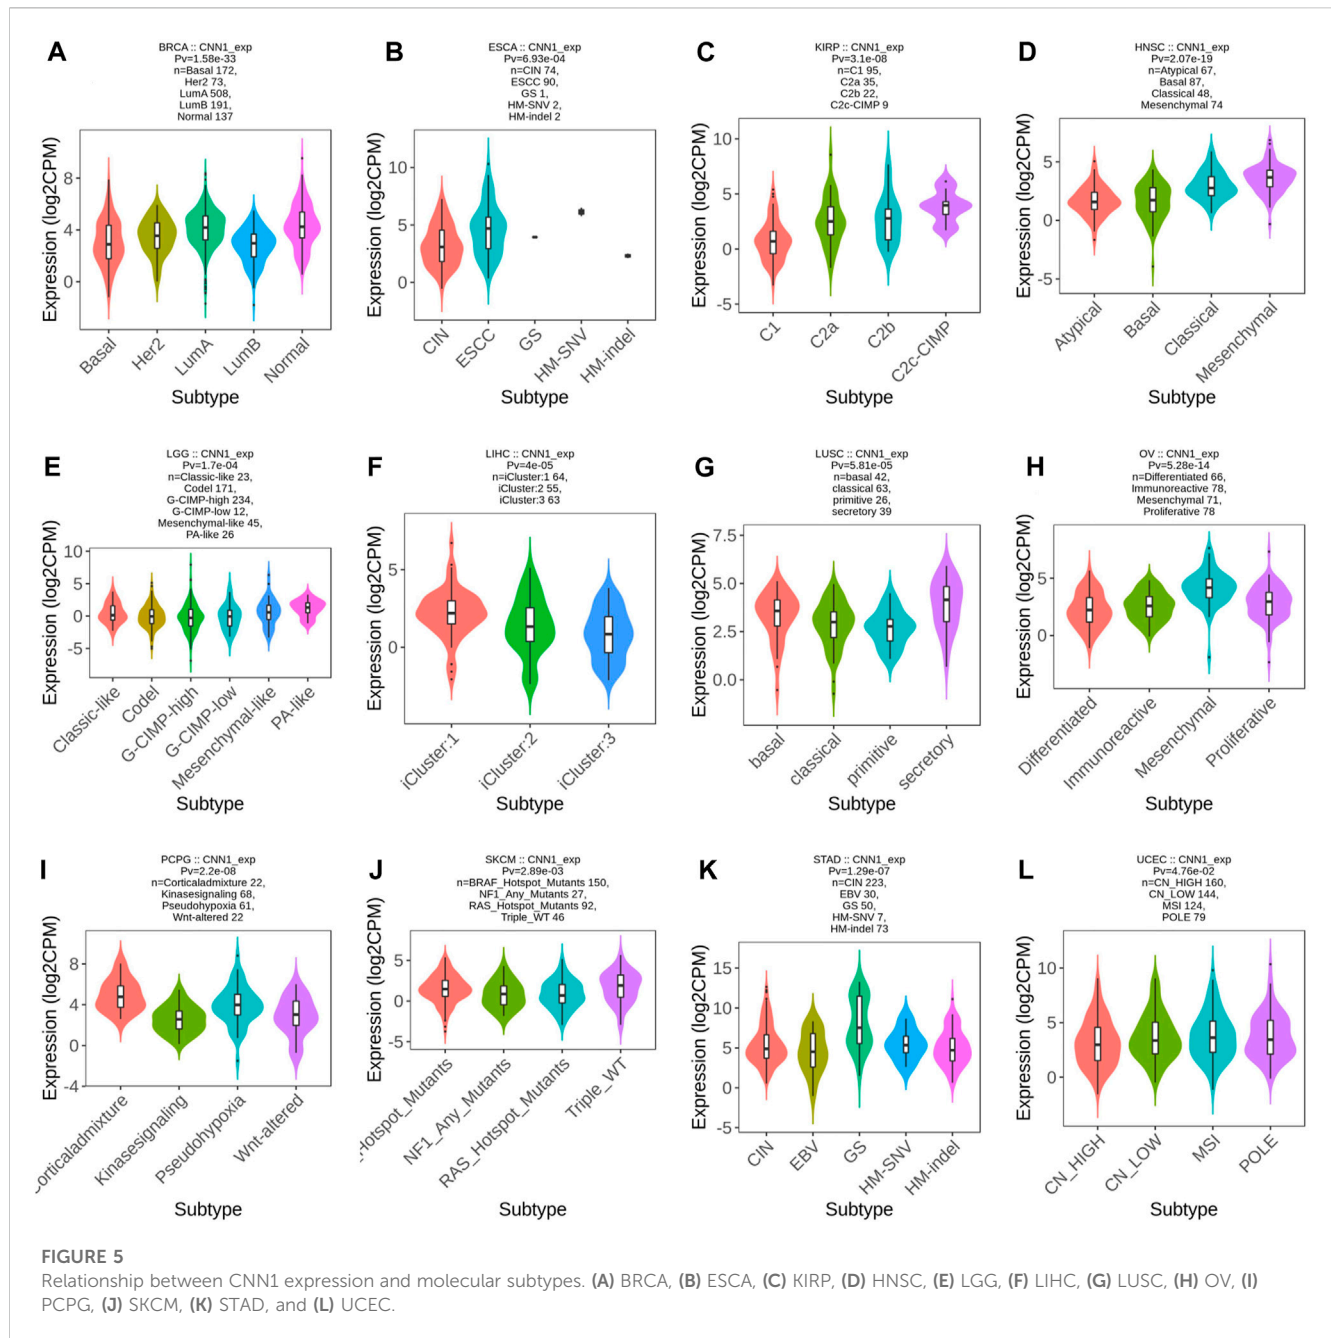 A
BRCA :: CNN1_exp
Pv=1.58e-33
n=Basal 172,
Her2 73,
LumA 508,
LumB 191,
Normal 137
Expression (log2CPM)
8
4
0
Basal
Her2
LumA
LumB
Normal
Subtype
B
ESCA :: CNN1_exp
Pv=6.93e-04
n=CIN 74,
ESCC 90,
GS 1,
HM-SNV 2,
HM-indel 2
Expression (log2CPM)
10
5
0
CIN
ESCC
GS
HM-SNV
HM-indel
Subtype
C
KIRP :: CNN1_exp
Pv=3.1e-08
n=C1 95,
C2a 35,
C2b 22,
C2c-CIMP 9
Expression (log2CPM)
10
5
0
-5
C1
C2a
C2b
C2c-CIMP
Subtype
D
HNSC :: CNN1_exp
Pv=2.07e-19
n=Atypical 67,
Basal 87,
Classical 48,
Mesenchymal 74
Expression (log2CPM)
5
0
-5
Atypical
Basal
Classical
Mesenchymal
Subtype
E
LGG :: CNN1_exp
Pv=1.7e-04
n=Classic-like 23,
Codel 171,
G-CIMP-high 234,
G-CIMP-low 12,
Mesenchymal-like 45,
PA-like 26
Expression (log2CPM)
10
5
0
-5
Classic-like
Codel
G-CIMP-high
G-CIMP-low
Mesenchymal-like
PA-like
Subtype
F
LIHC :: CNN1_exp
Pv=4e-05
n=iCluster:1 64,
iCluster:2 55,
iCluster:3 63
Expression (log2CPM)
5
0
iCluster:1
iCluster:2
iCluster:3
Subtype
G
LUSC :: CNN1_exp
Pv=5.81e-05
n=basal 42,
classical 63,
primitive 26,
secretory 39
Expression (log2CPM)
7.5
5.0
2.5
0.0
basal
classical
primitive
secretory
Subtype
H
OV :: CNN1_exp
Pv=5.28e-14
n=Differentiated 66,
Immunoreactive 78,
Mesenchymal 71,
Proliferative 78
Expression (log2CPM)
5
0
Differentiated
Immunoreactive
Mesenchymal
Proliferative
Subtype
I
PCPG :: CNN1_exp
Pv=2.2e-08
n=Corticaladmixture 22,
Kinasesignaling 68,
Pseudohypoxia 61,
Wnt-altered 22
Expression (log2CPM)
8
4
0
-4
Corticaladmixture
Kinasesignaling
Pseudohypoxia
Wnt-altered
Subtype
J
SKCM :: CNN1_exp
Pv=2.89e-03
n=BRAF_Hotspot_Mutants 150,
NF1_Any_Mutants 27,
RAS_Hotspot_Mutants 92,
Triple_WT 46
Expression (log2CPM)
5
0
-5
Hotspot_Mutants
NF1_Any_Mutants
RAS_Hotspot_Mutants
Triple_WT
Subtype
K
STAD :: CNN1_exp
Pv=1.29e-07
n=CIN 223,
EBV 30,
GS 50,
HM-SNV 7,
HM-indel 73
Expression (log2CPM)
15
10
5
0
-5
CIN
EBV
GS
HM-SNV
HM-indel
Subtype
L
UCEC :: CNN1_exp
Pv=4.76e-02
n=CN_HIGH 160,
CN_LOW 144,
MSI 124,
POLE 79
Expression (log2CPM)
10
5
0
CN_HIGH
CN_LOW
MSI
POLE
Subtype
FIGURE 5
Relationship between CNN1 expression and molecular subtypes. (A) BRCA, (B) ESCA, (C) KIRP, (D) HNSC, (E) LGG, (F) LIHC, (G) LUSC, (H) OV, (I)
PCPG, (J) SKCM, (K) STAD, and (L) UCEC.